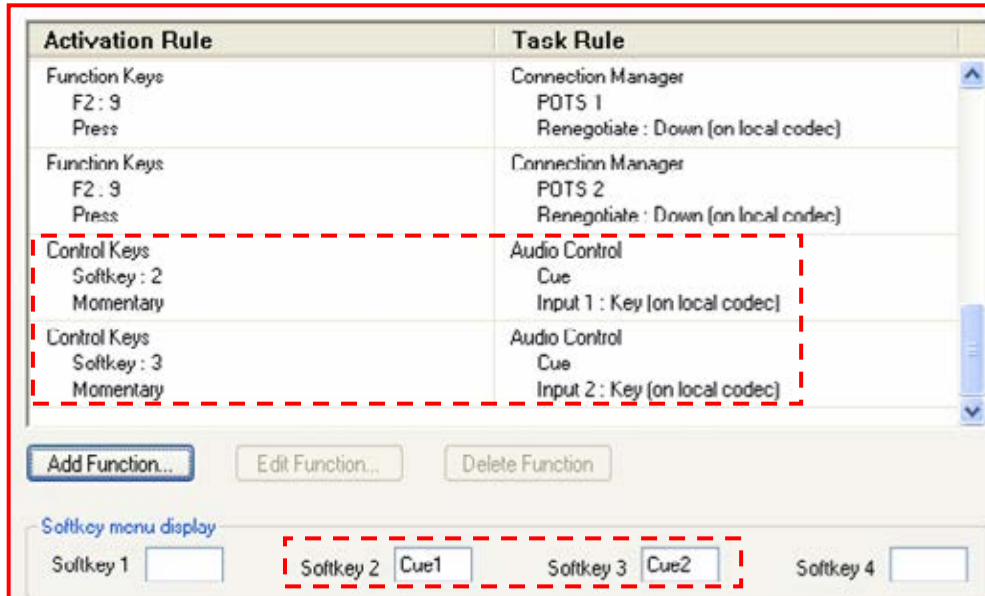 Activation Rule Task Rule
Function Keys Connection Manager
F2 : 9 POTS 1
Press Renegotiate : Down (on local codec)
Function Keys Connection Manager
F2 : 9 POTS 2
Press Renegotiate : Down (on local codec)
Control Keys Audio Control
Softkey : 2 Cue
Momentary Input 1 : Key (on local codec)
Control Keys Audio Control
Softkey : 3 Cue
Momentary Input 2 : Key (on local codec)
Add Function... Edit Function... Delete Function
Softkey menu display
Softkey 1 Softkey 2 Cue1 Softkey 3 Cue2 Softkey 4